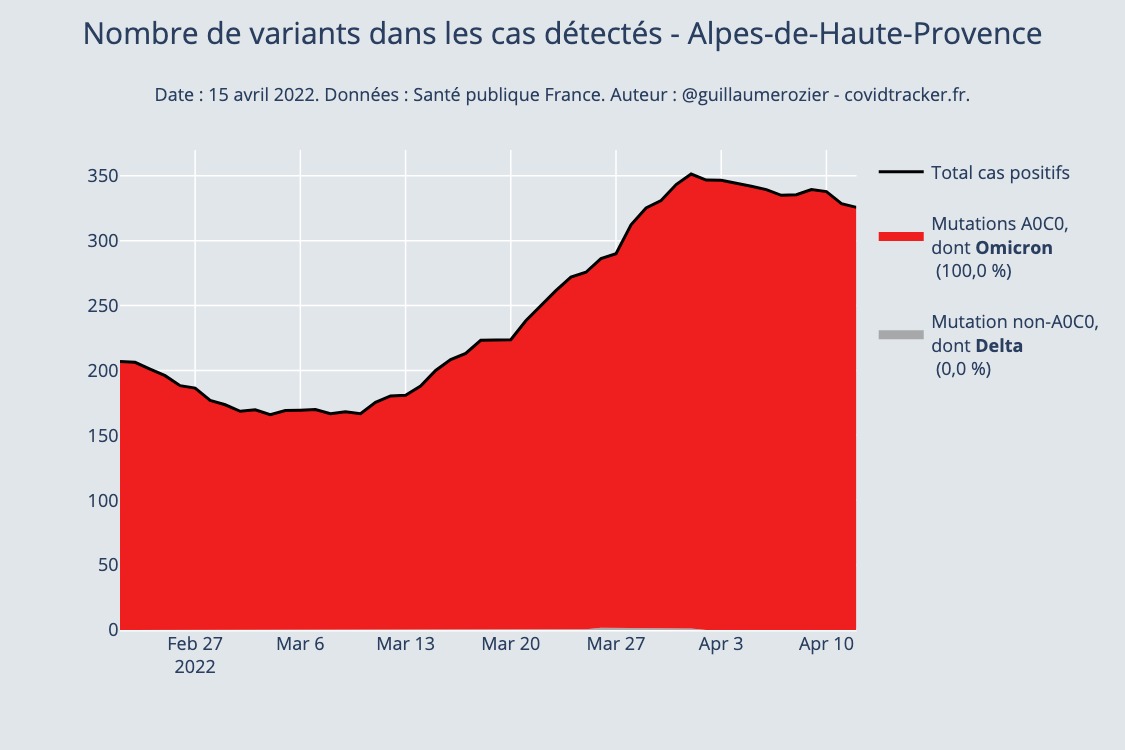 Nombre de variants dans les cas détectés - Alpes-de-Haute-Provence
Date : 15 avril 2022. Données : Santé publique France. Auteur : @guillaumerozier - covidtracker.fr.
350
300
250
200
150
100
50
0
Feb 27
2022
Mar 6
Mar 13
Mar 20
Mar 27
Apr 3
Apr 10
Total cas positifs
Mutations A0C0,
dont Omicron
(100,0 %)
Mutation non-A0C0,
dont Delta
(0,0 %)